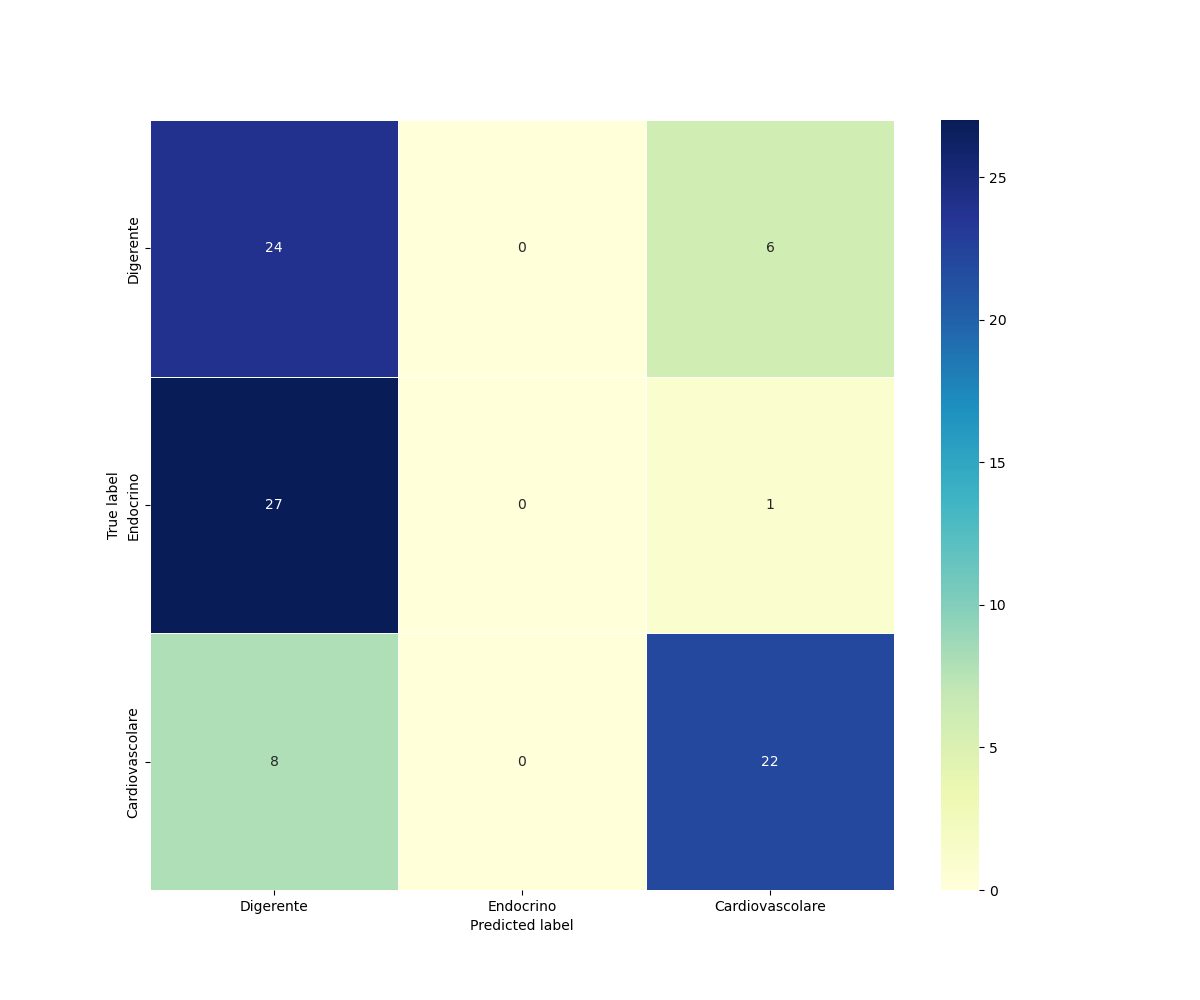 True label
Digerente
24
0
6
Endocrino
27
0
1
Cardiovascolare
8
0
22
Digerente
Endocrino
Cardiovascolare
Predicted label
25
20
15
10
5
0